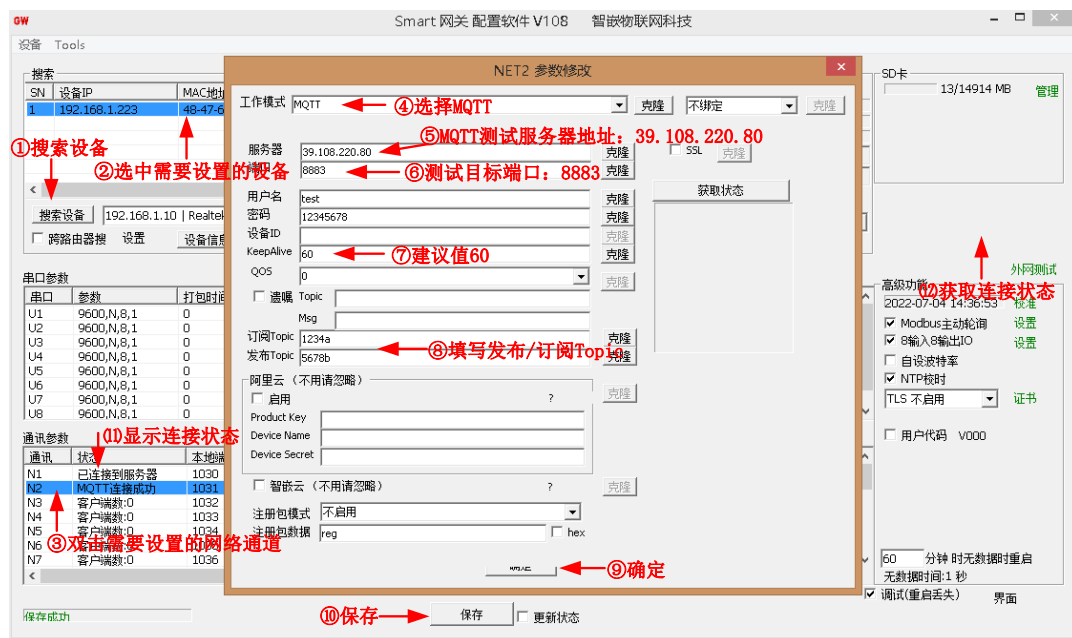 GW Smart 网关 配置软件 V108 智嵌物联网科技
设备 Tools
搜索
SN 设备IP MAC地址
1 192.168.1.223 48-47-6
①搜索设备
②选中需要设置的设备
搜索设备 192.168.1.10 | Realtek
跨路由器搜 设置 设备信息
串口参数
串口 参数 打包时间
U1 9600,N,8,1 0
U2 9600,N,8,1 0
U3 9600,N,8,1 0
U4 9600,N,8,1 0
U5 9600,N,8,1 0
U6 9600,N,8,1 0
U7 9600,N,8,1 0
U8 9600,N,8,1 0
通讯参数
⑾显示连接状态
通讯 状态 本地端
N1 已连接到服务器 1030
N2 MQTT连接成功 1031
N3 客户端数:0 1032
N4 客户端数:0 1033
N5 客户端数:0 1034
N6
N7 客户端数:0 1036
③双击需要设置的网络通道
保存成功
⑩保存
保存
更新状态
NET2 参数修改
工作模式 MQTT 克隆 不绑定 克隆
④选择MQTT
⑤MQTT测试服务器地址：39.108.220.80
服务器 39.108.220.80 克隆 SSL 克隆
8883 克隆
⑥测试目标端口：8883
用户名 test 克隆
密码 12345678 克隆
设备ID 克隆
KeepAlive 60 克隆
⑦建议值60
QOS 0 克隆
遗嘱 Topic
Msg
订阅Topic 1234a 克隆
发布Topic 5678b 克隆
⑧填写发布/订阅Topic
阿里云（不用请忽略）
启用 ? 克隆
Product Key
Device Name
Device Secret
智嵌云（不用请忽略） ? 克隆
注册包模式 不启用
注册包数据 reg hex
⑨确定
获取状态
SD卡
13/14914 MB 管理
外网测试
高级功能
⑿获取连接状态
2022-07-04 14:36:53 校准
Modbus主动轮询 设置
8输入8输出IO 设置
自设波特率
NTP校时
TLS 不启用 证书
用户代码 V000
60 分钟 时无数据时重启
无数据时间:1 秒
调试(重启丢失) 界面